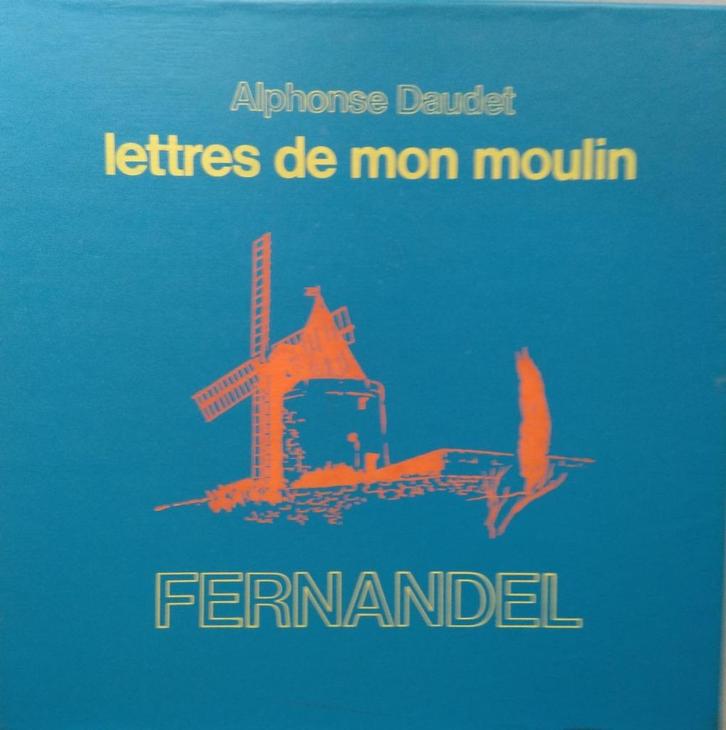 Alphonse Daudet
lettres de mon moulin
FERNANDEL